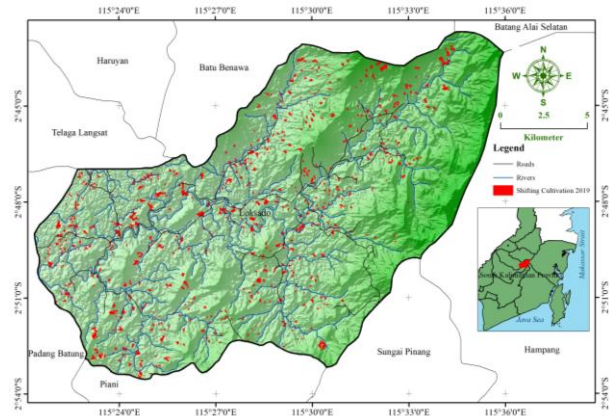 115°24'0"E 115°27'0"E 115°30'0"E 115°33'0"E 115°36'0"E
Batang Alai Selatan
Haruyan
Batu Benawa
N
W E
S
2°45'0"S 2°45'0"S
0 2.5 5
Kilometer
Telaga Langsat
Legend
Roads
Rivers
Shifting Cultivation 2019
2°48'0"S 2°48'0"S
Loksado
South Kalimantan Province
Makassar Strait
2°51'0"S 2°51'0"S
Java Sea
Padang Batung
Sungai Pinang
Hampang
Piani
2°54'0"S 2°54'0"S
115°24'0"E 115°27'0"E 115°30'0"E 115°33'0"E 115°36'0"E